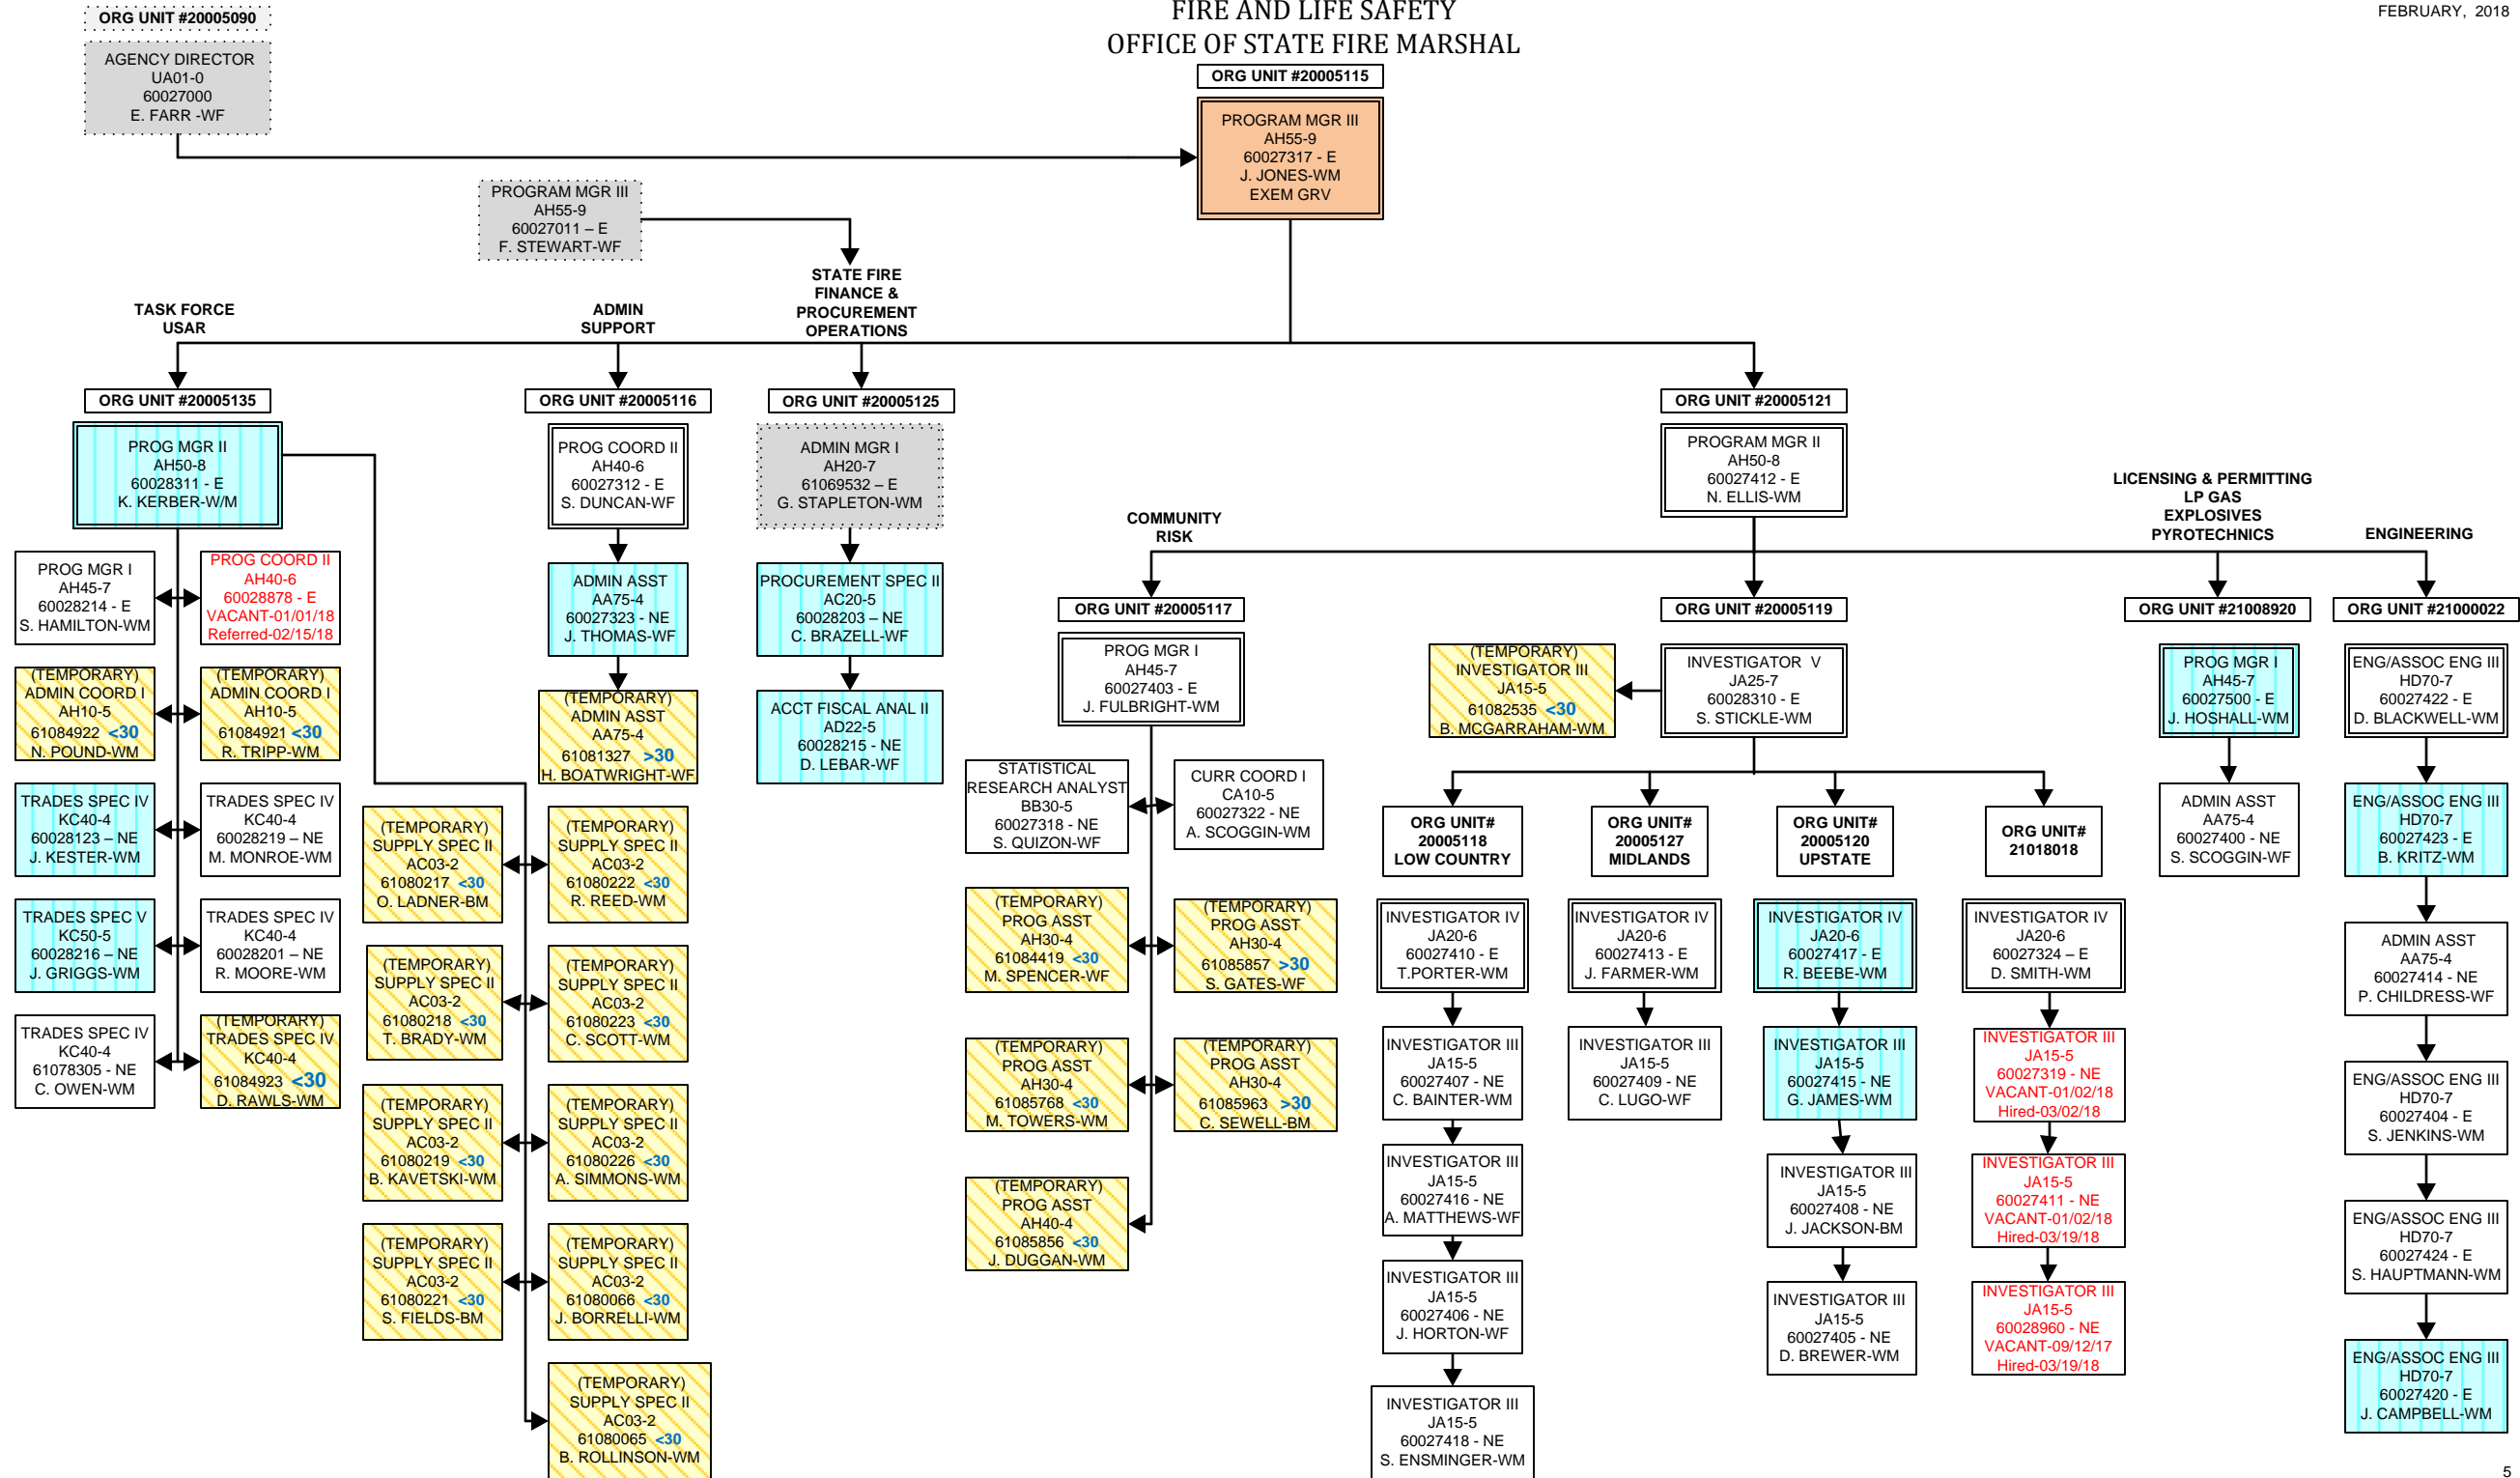 ORG UNIT #20005090
AGENCY DIRECTOR
UA01-0
60027000
E. FARR -WF
FIRE AND LIFE SAFETY
OFFICE OF STATE FIRE MARSHAL
FEBRUARY, 2018
ORG UNIT #20005115
PROGRAM MGR III
AH55-9
60027317 - E
J. JONES-WM
EXEM GRV
PROGRAM MGR III
AH55-9
60027011 – E
F. STEWART-WF
TASK FORCE
USAR
ADMIN
SUPPORT
STATE FIRE
FINANCE &
PROCUREMENT
OPERATIONS
ORG UNIT #20005135
PROG MGR II
AH50-8
60028311 - E
K. KERBER-W/M
PROG MGR I
AH45-7
60028214 - E
S. HAMILTON-WM
PROG COORD II
AH40-6
60028878 - E
VACANT-01/01/18
Referred-02/15/18
(TEMPORARY)
ADMIN COORD I
AH10-5
61084922 <30
N. POUND-WM
(TEMPORARY)
ADMIN COORD I
AH10-5
61084921 <30
R. TRIPP-WM
TRADES SPEC IV
KC40-4
60028123 – NE
J. KESTER-WM
TRADES SPEC IV
KC40-4
60028219 – NE
M. MONROE-WM
TRADES SPEC V
KC50-5
60028216 – NE
J. GRIGGS-WM
TRADES SPEC IV
KC40-4
60028201 – NE
R. MOORE-WM
TRADES SPEC IV
KC40-4
61078305 - NE
C. OWEN-WM
(TEMPORARY)
TRADES SPEC IV
KC40-4
61084923 <30
D. RAWLS-WM
(TEMPORARY)
SUPPLY SPEC II
AC03-2
61080217 <30
O. LADNER-BM
(TEMPORARY)
SUPPLY SPEC II
AC03-2
61080222 <30
R. REED-WM
(TEMPORARY)
SUPPLY SPEC II
AC03-2
61080218 <30
T. BRADY-WM
(TEMPORARY)
SUPPLY SPEC II
AC03-2
61080223 <30
C. SCOTT-WM
(TEMPORARY)
SUPPLY SPEC II
AC03-2
61080219 <30
B. KAVETSKI-WM
(TEMPORARY)
SUPPLY SPEC II
AC03-2
61080226 <30
A. SIMMONS-WM
(TEMPORARY)
SUPPLY SPEC II
AC03-2
61080221 <30
S. FIELDS-BM
(TEMPORARY)
SUPPLY SPEC II
AC03-2
61080066 <30
J. BORRELLI-WM
(TEMPORARY)
SUPPLY SPEC II
AC03-2
61080065 <30
B. ROLLINSON-WM
ORG UNIT #20005116
PROG COORD II
AH40-6
60027312 - E
S. DUNCAN-WF
ADMIN ASST
AA75-4
60027323 - NE
J. THOMAS-WF
(TEMPORARY)
ADMIN ASST
AA75-4
61081327 >30
H. BOATWRIGHT-WF
ORG UNIT #20005125
ADMIN MGR I
AH20-7
61069532 – E
G. STAPLETON-WM
PROCUREMENT SPEC II
AC20-5
60028203 – NE
C. BRAZELL-WF
ACCT FISCAL ANAL II
AD22-5
60028215 - NE
D. LEBAR-WF
ORG UNIT #20005121
PROGRAM MGR II
AH50-8
60027412 - E
N. ELLIS-WM
COMMUNITY
RISK
LICENSING & PERMITTING
LP GAS
EXPLOSIVES
PYROTECHNICS
ENGINEERING
ORG UNIT #20005117
PROG MGR I
AH45-7
60027403 - E
J. FULBRIGHT-WM
STATISTICAL
RESEARCH ANALYST
BB30-5
60027318 - NE
S. QUIZON-WF
CURR COORD I
CA10-5
60027322 - NE
A. SCOGGIN-WM
(TEMPORARY)
PROG ASST
AH30-4
61084419 <30
M. SPENCER-WF
(TEMPORARY)
PROG ASST
AH30-4
61085857 >30
S. GATES-WF
(TEMPORARY)
PROG ASST
AH30-4
61085768 <30
M. TOWERS-WM
(TEMPORARY)
PROG ASST
AH30-4
61085963 >30
C. SEWELL-BM
(TEMPORARY)
PROG ASST
AH40-4
61085856 <30
J. DUGGAN-WM
ORG UNIT #20005119
(TEMPORARY)
INVESTIGATOR III
JA15-5
61082535 <30
B. MCGARRAHAM-WM
INVESTIGATOR V
JA25-7
60028310 - E
S. STICKLE-WM
ORG UNIT#
20005118
LOW COUNTRY
INVESTIGATOR IV
JA20-6
60027410 - E
T.PORTER-WM
INVESTIGATOR III
JA15-5
60027407 - NE
C. BAINTER-WM
INVESTIGATOR III
JA15-5
60027416 - NE
A. MATTHEWS-WF
INVESTIGATOR III
JA15-5
60027406 - NE
J. HORTON-WF
INVESTIGATOR III
JA15-5
60027418 - NE
S. ENSMINGER-WM
ORG UNIT#
20005127
MIDLANDS
INVESTIGATOR IV
JA20-6
60027413 - E
J. FARMER-WM
INVESTIGATOR III
JA15-5
60027409 - NE
C. LUGO-WF
ORG UNIT#
20005120
UPSTATE
INVESTIGATOR IV
JA20-6
60027417 - E
R. BEEBE-WM
INVESTIGATOR III
JA15-5
60027415 - NE
G. JAMES-WM
INVESTIGATOR III
JA15-5
60027408 - NE
J. JACKSON-BM
INVESTIGATOR III
JA15-5
60027405 - NE
D. BREWER-WM
ORG UNIT#
21018018
INVESTIGATOR IV
JA20-6
60027324 – E
D. SMITH-WM
INVESTIGATOR III
JA15-5
60027319 - NE
VACANT-01/02/18
Hired-03/02/18
INVESTIGATOR III
JA15-5
60027411 - NE
VACANT-01/02/18
Hired-03/19/18
INVESTIGATOR III
JA15-5
60028960 - NE
VACANT-09/12/17
Hired-03/19/18
ORG UNIT #21008920
PROG MGR I
AH45-7
60027500 - E
J. HOSHALL-WM
ADMIN ASST
AA75-4
60027400 - NE
S. SCOGGIN-WF
ORG UNIT #21000022
ENG/ASSOC ENG III
HD70-7
60027422 - E
D. BLACKWELL-WM
ENG/ASSOC ENG III
HD70-7
60027423 - E
B. KRITZ-WM
ADMIN ASST
AA75-4
60027414 - NE
P. CHILDRESS-WF
ENG/ASSOC ENG III
HD70-7
60027404 - E
S. JENKINS-WM
ENG/ASSOC ENG III
HD70-7
60027424 - E
S. HAUPTMANN-WM
ENG/ASSOC ENG III
HD70-7
60027420 - E
J. CAMPBELL-WM
5